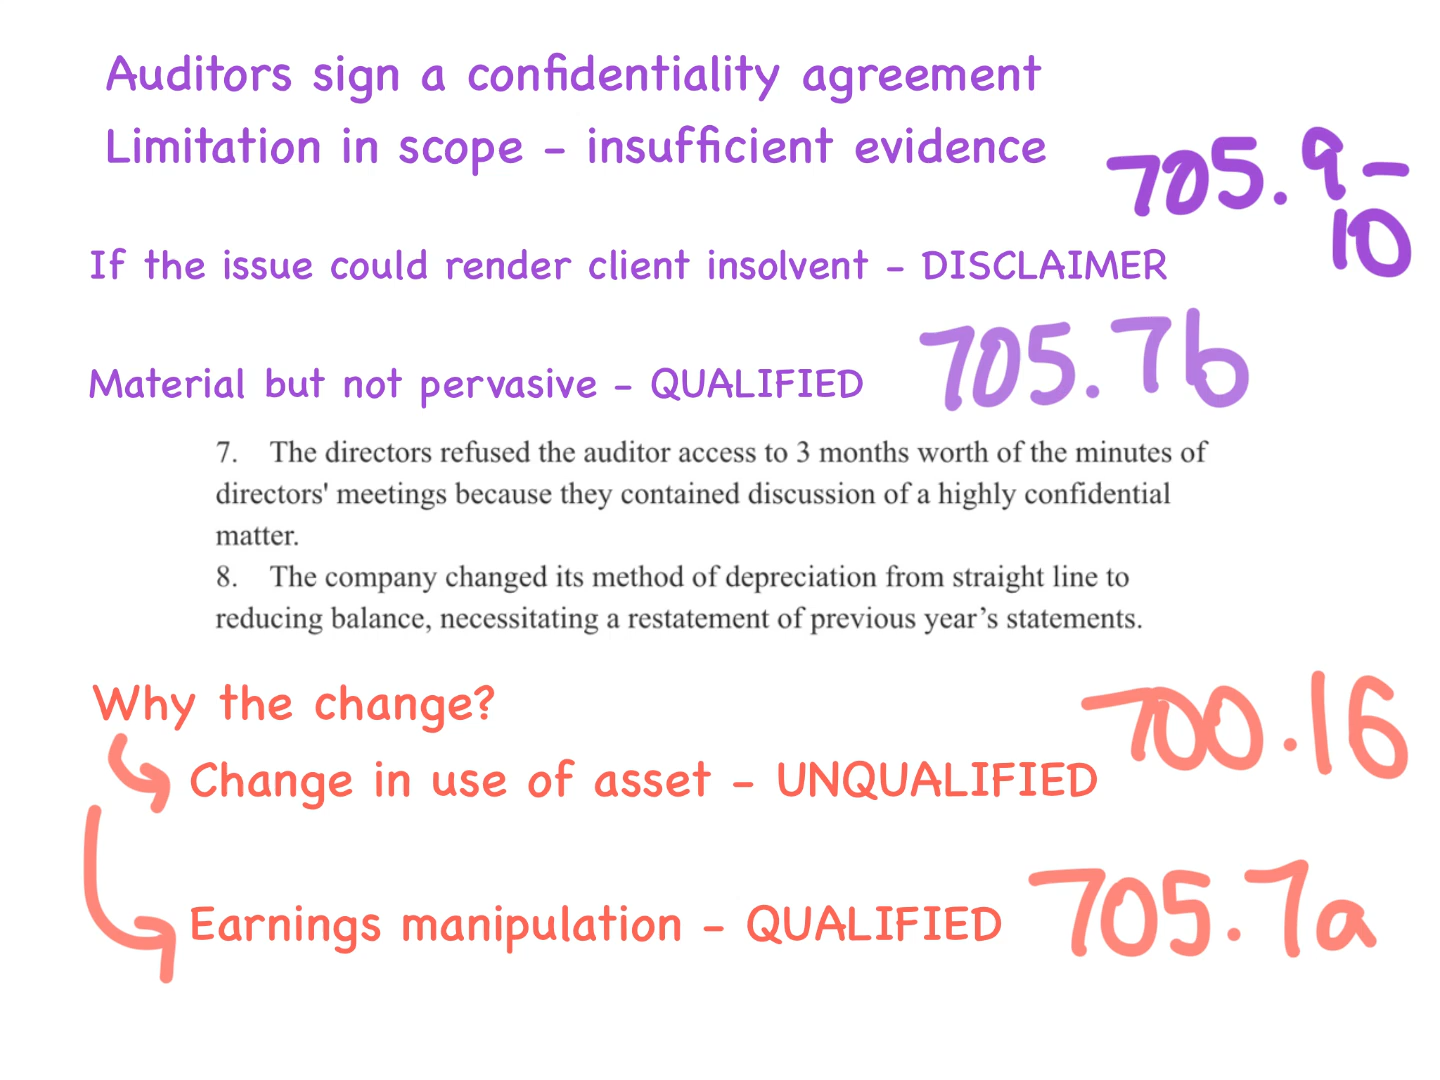 Auditors sign a confidentiality agreement
Limitation in scope - insufficient evidence
705.9-
10
If the issue could render client insolvent - DISCLAIMER
Material but not pervasive - QUALIFIED
705.7b
7. The directors refused the auditor access to 3 months worth of the minutes of
directors' meetings because they contained discussion of a highly confidential
matter.
8. The company changed its method of depreciation from straight line to
reducing balance, necessitating a restatement of previous year’s statements.
Why the change?
700.16
Change in use of asset - UNQUALIFIED
Earnings manipulation - QUALIFIED
705.7a